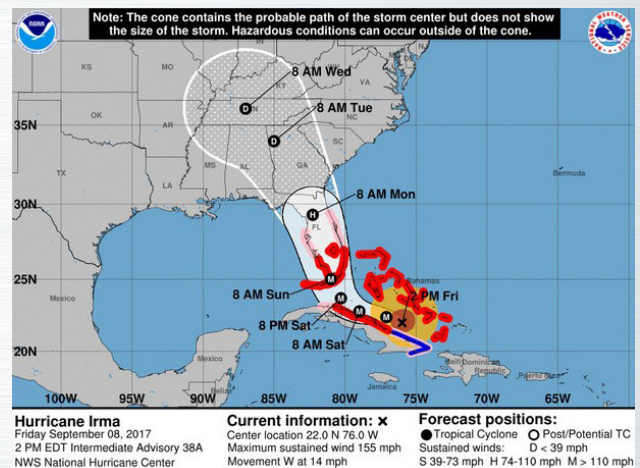 Note: The cone contains the probable path of the storm center but does not show
the size of the storm. Hazardous conditions can occur outside of the cone.
NOAA
IN
KS
MO
KY
VA
8 AM Wed
8 AM Tue
35N
OK
AR
NC
SC
MS
AL
GA
TX
LA
Bermuda
30N
8 AM Mon
FL
25N
8 AM Sun
Bahamas
2 PM Fri
Mexico
8 PM Sat
8 AM Sat
20N
Mexico
Dominican
Republic
Puerto Rico
Jamaica
Belize
100W
95W
90W
85W
80W
75W
70W
65W
D
D
H
M
M
M
M
Hurricane Irma
Friday September 08, 2017
2 PM EDT Intermediate Advisory 38A
NWS National Hurricane Center
Current information: x
Center location 22.0 N 76.0 W
Maximum sustained wind 155 mph
Movement W at 14 mph
Forecast positions:
Tropical Cyclone Post/Potential TC
Sustained winds: D < 39 mph
S 39-73 mph H 74-110 mph M > 110 mph